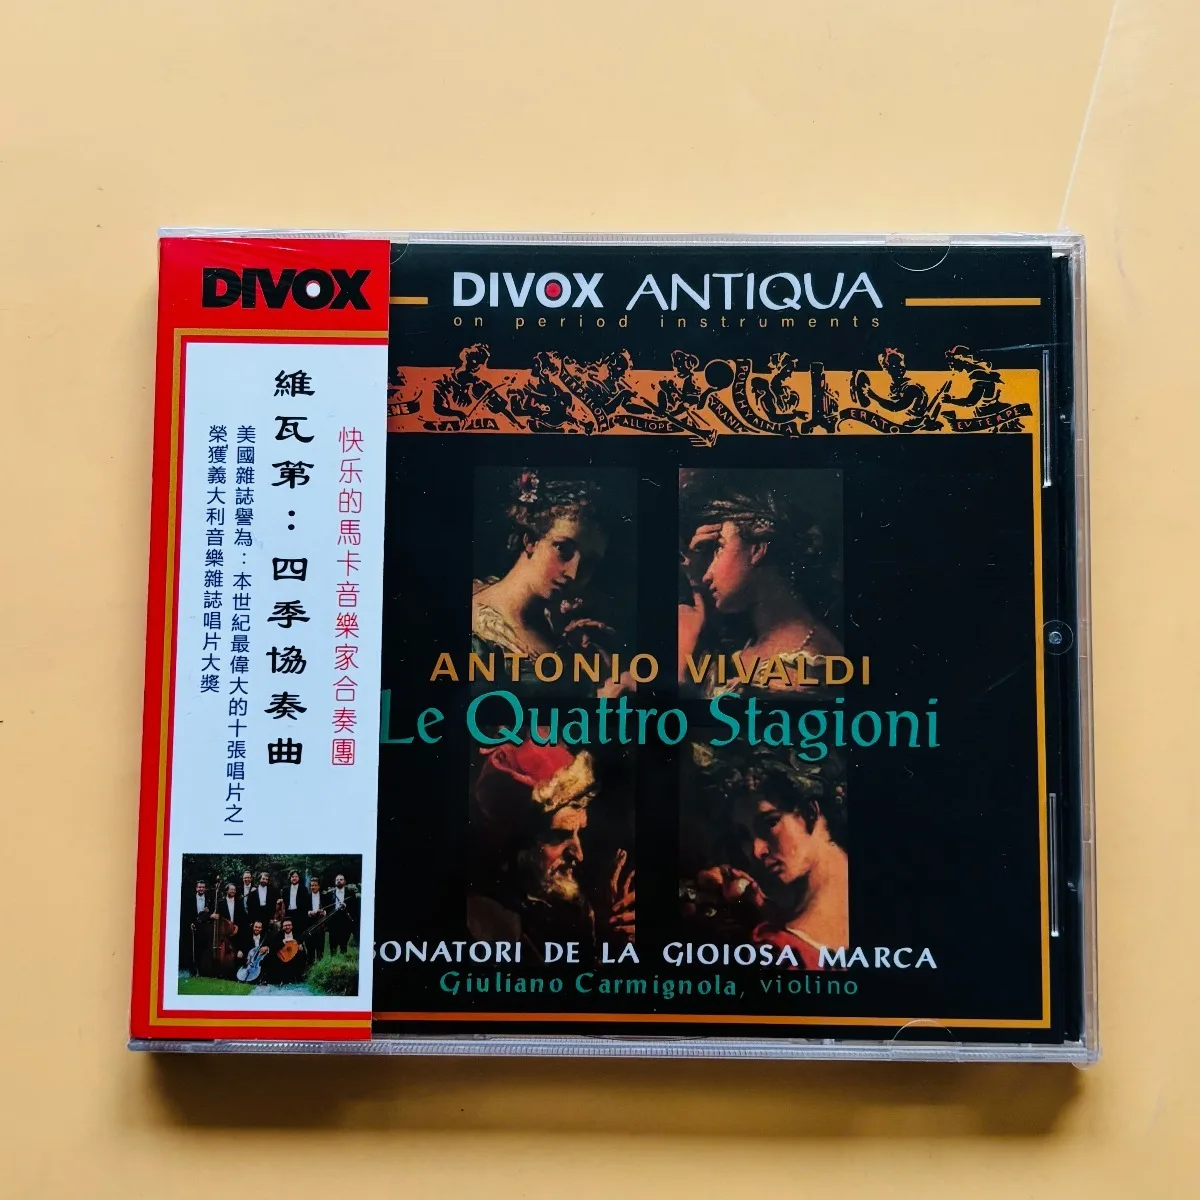 DIVOX
快乐的馬卡音樂家合奏團
維瓦第：四季協奏曲
美國雜誌譽為：本世紀最偉大的十張唱片之一
榮獲義大利音樂雜誌唱片大獎
DIVOX ANTIQUA
on period instruments
CALLIOPE
ERATO
EVTERPE
ANTONIO VIVALDI
Le Quattro Stagioni
SONATORI DE LA GIOIOSA MARCA
Giuliano Carmignola, violino